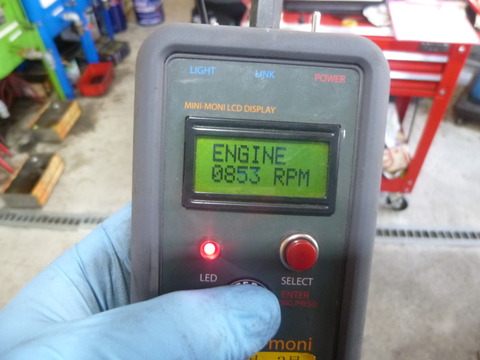 LIGHT LINK POWER
MINI-MONI LCD DISPLAY
ENGINE
0853 RPM
LED SELECT
ENTER
moni